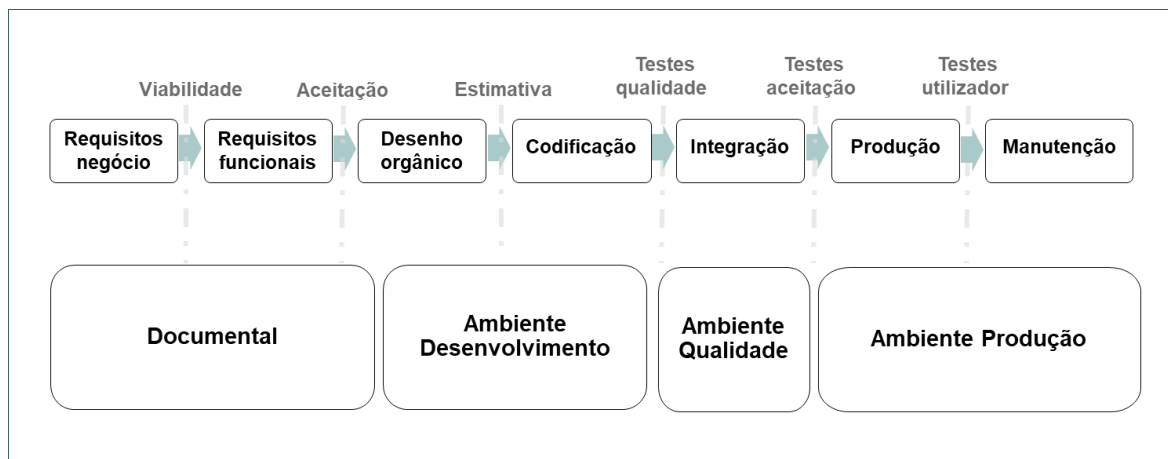 Viabilidade
Aceitação
Estimativa
Testes
qualidade
Testes
aceitação
Testes
utilizador
Requisitos
negócio
Requisitos
funcionais
Desenho
orgânico
Codificação
Integração
Produção
Manutenção
Documental
Ambiente
Desenvolvimento
Ambiente
Qualidade
Ambiente Produção